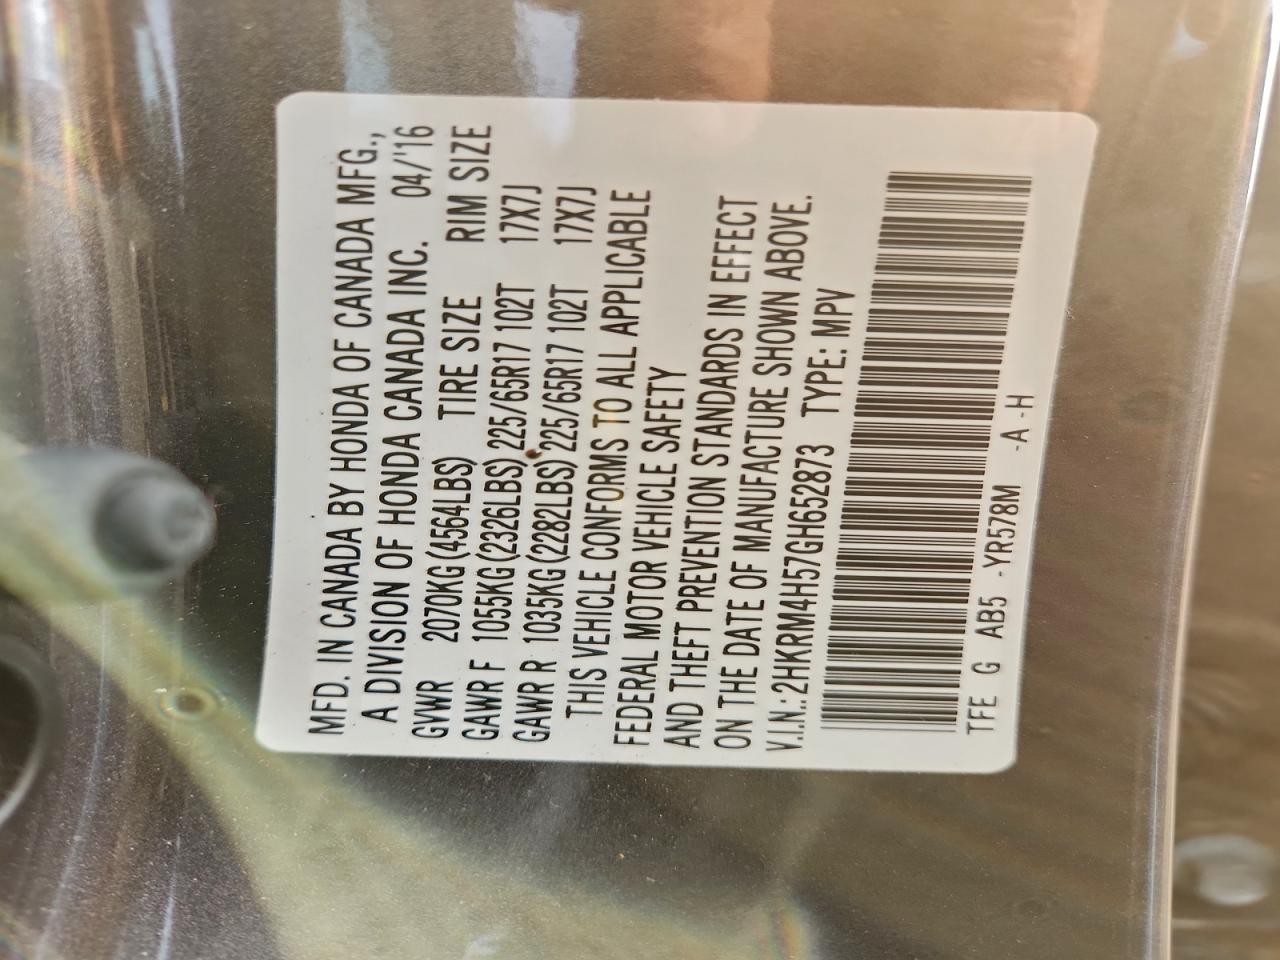 MFD. IN CANADA BY HONDA OF CANADA MFG.,
A DIVISION OF HONDA CANADA INC. 04/'16
GVWR 2070KG(4564LBS) TIRE SIZE RIM SIZE
GAWR F 1055KG(2326LBS) 225/65R17 102T 17X7J
GAWR R 1035KG(2282LBS) 225/65R17 102T 17X7J
THIS VEHICLE CONFORMS TO ALL APPLICABLE
FEDERAL MOTOR VEHICLE SAFETY
AND THEFT PREVENTION STANDARDS IN EFFECT
ON THE DATE OF MANUFACTURE SHOWN ABOVE.
V.I.N.:2HKRM4H57GH652873 TYPE: MPV
TFE G AB5 -YR578M -A -H